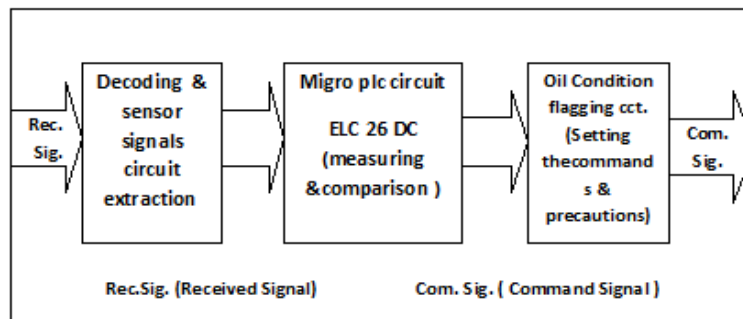 Rec.
Sig.
Decoding &
sensor
signals
circuit
extraction
Migro plc circuit
ELC 26 DC
(measuring
&comparison )
Oil Condition
flagging cct.
(Setting
thecommand
s &
precautions)
Com.
Sig.
Rec.Sig. (Received Signal)
Com. Sig. ( Command Signal )